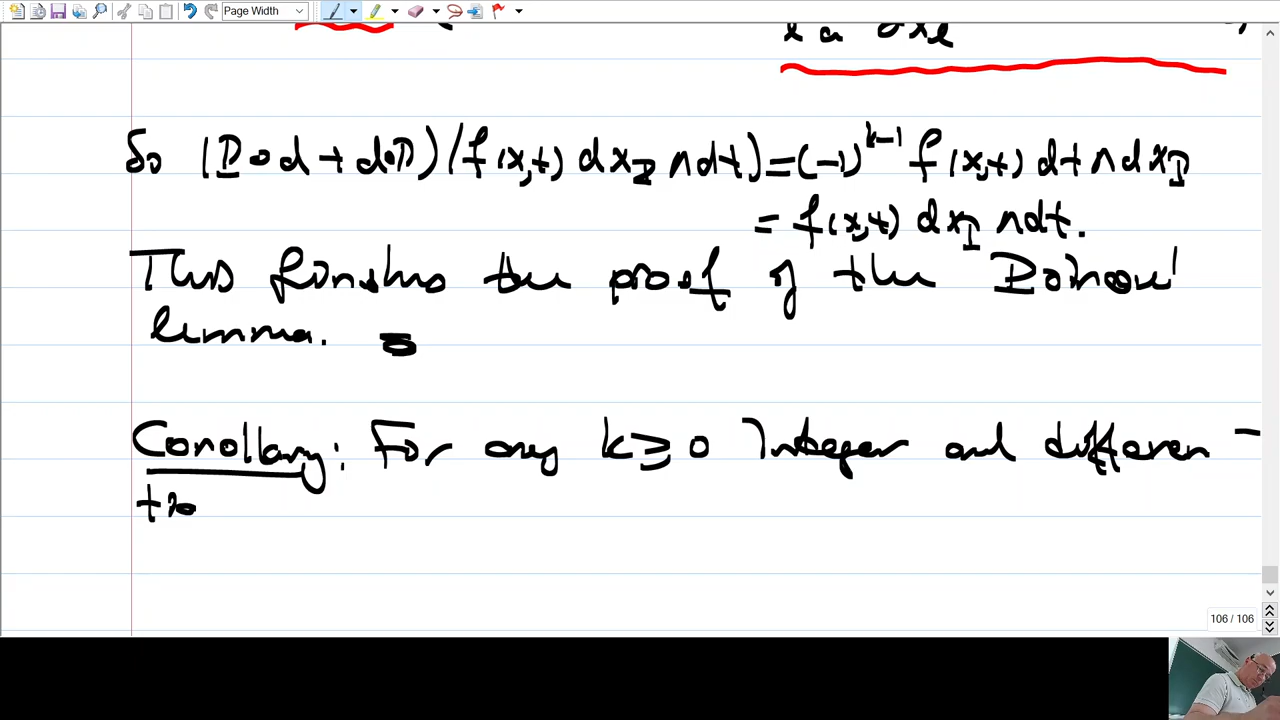 Page Width
So (P∘d + d∘P)(f(x,t) dx_I ∧ dt) = (-1)^{k-1} f(x,t) dt ∧ dx_I
= f(x,t) dx_I ∧ dt.
This finishes the proof of the Poincaré
lemma.
Corollary: For any k ≥ 0 integer and differen -
tia
106 / 106